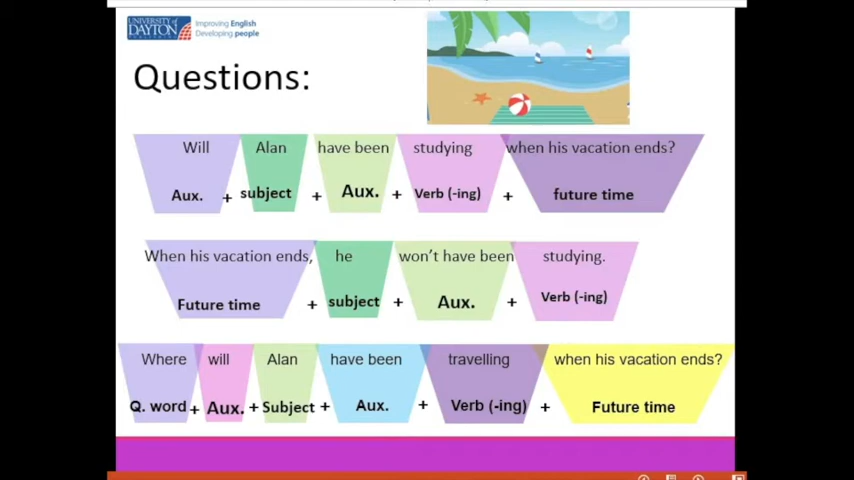 UNIVERSITY OF
DAYTON
Improving English
Developing people
Questions:
Will Alan have been studying when his vacation ends?
Aux. + subject + Aux. + Verb (-ing) + future time
When his vacation ends, he won't have been studying.
Future time + subject + Aux. + Verb (-ing)
Where will Alan have been travelling when his vacation ends?
Q. word + Aux. + Subject + Aux. + Verb (-ing) + Future time